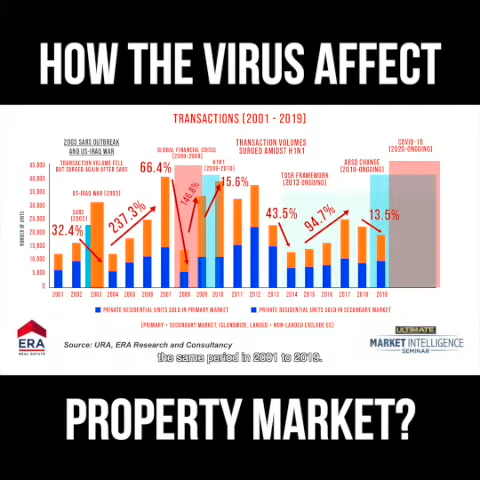 HOW THE VIRUS AFFECT
TRANSACTIONS (2001 - 2019)
2003 SARS OUTBREAK
AND US-IRAQ WAR
TRANSACTION VOLUME FELL
BUT SURGED AGAIN AFTER SARS
GLOBAL FINANCIAL CRISIS
(2008-2009)
H1N1
(2009-2010)
TRANSACTION VOLUMES
SURGED AMIDST H1N1
TDSR FRAMEWORK
(2013-ONGOING)
ABSD CHANGE
(2018-ONGOING)
COVID-19
(2020-ONGOING)
US-IRAQ WAR (2003)
SARS
(2003)
32.4%
237.3%
66.4%
146.8%
15.6%
43.5%
94.7%
13.5%
NUMBER OF UNITS
45,000
40,000
35,000
30,000
25,000
20,000
15,000
10,000
5,000
0
2001 2002 2003 2004 2005 2006 2007 2008 2009 2010 2011 2012 2013 2014 2015 2016 2017 2018 2019
PRIVATE RESIDENTIAL UNITS SOLD IN PRIMARY MARKET
PRIVATE RESIDENTIAL UNITS SOLD IN SECONDARY MARKET
(PRIMARY + SECONDARY MARKET, ISLANDWIDE, LANDED + NON-LANDED EXCLUDE EC)
ERA
REAL ESTATE
Source: URA, ERA Research and Consultancy
ULTIMATE
MARKET INTELLIGENCE
SEMINAR
the same period in 2001 to 2019.
PROPERTY MARKET?